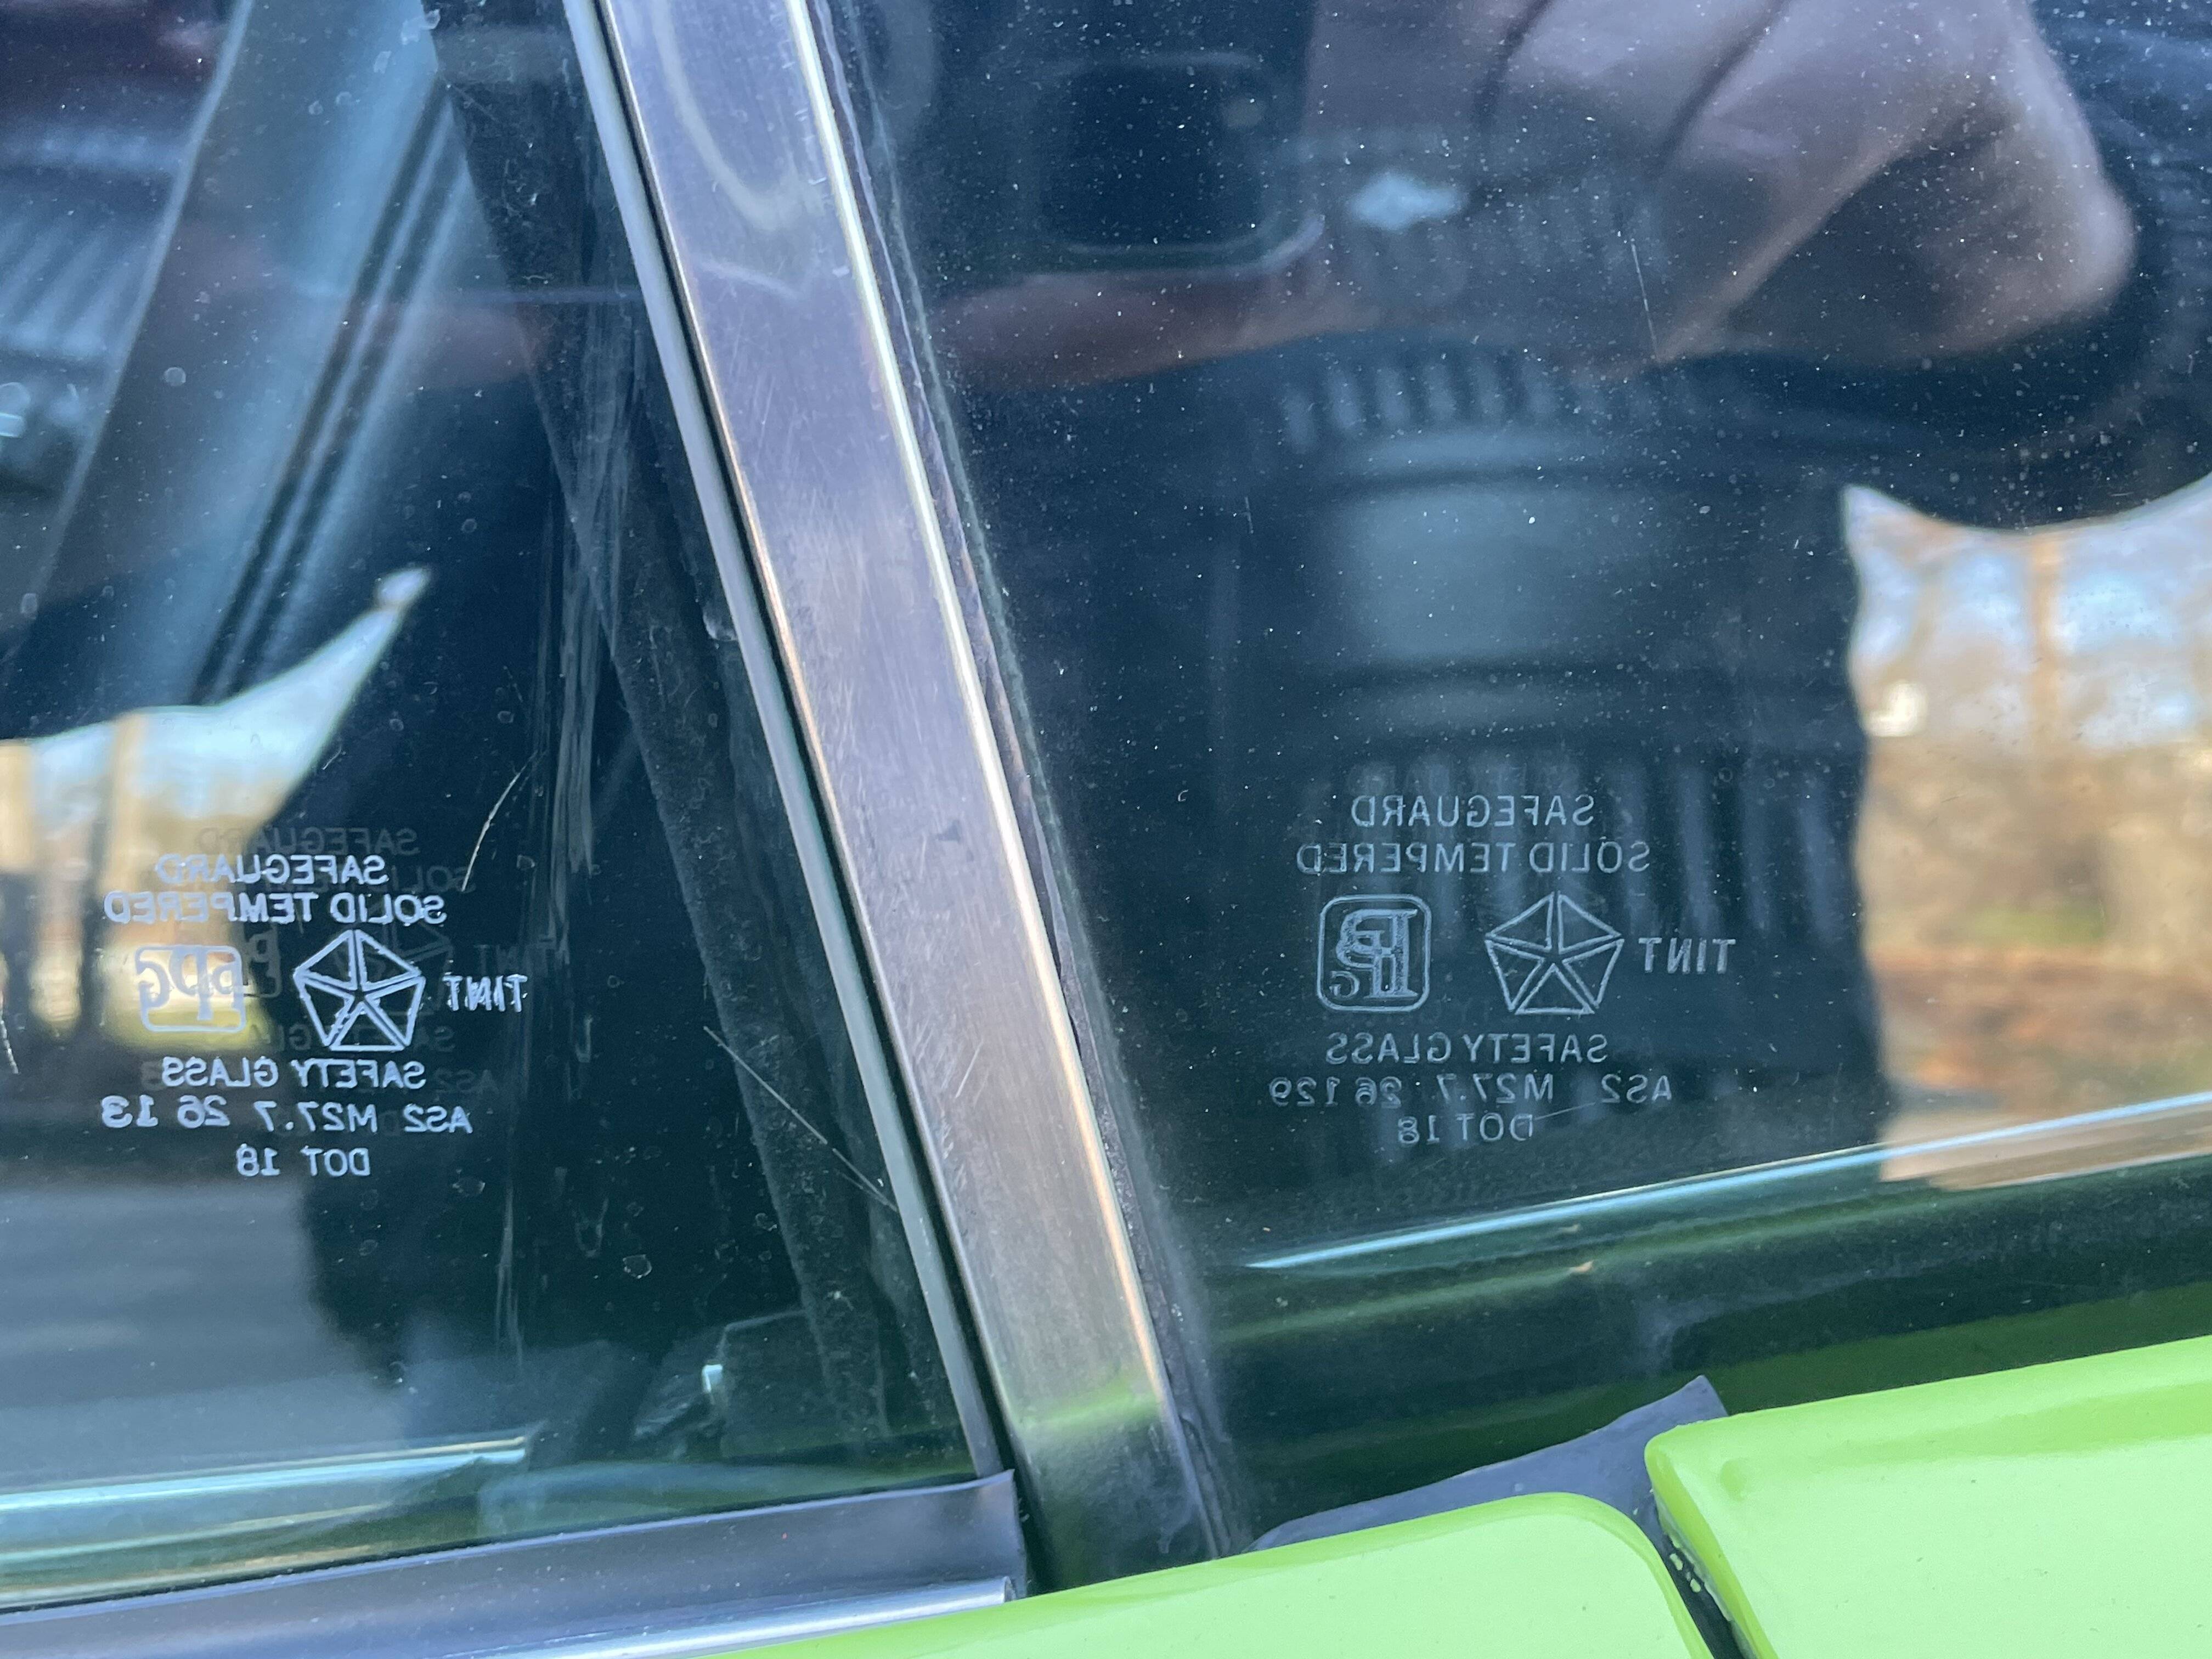 SAFEGUARD
SOLID TEMPERED
PPG TINT
SAFETY GLASS
AS2 M27.7 26 13
DOT 18
SAFEGUARD
SOLID TEMPERED
TINT PPG
SAFETY GLASS
AS2 M27.7 26 129
DOT 18